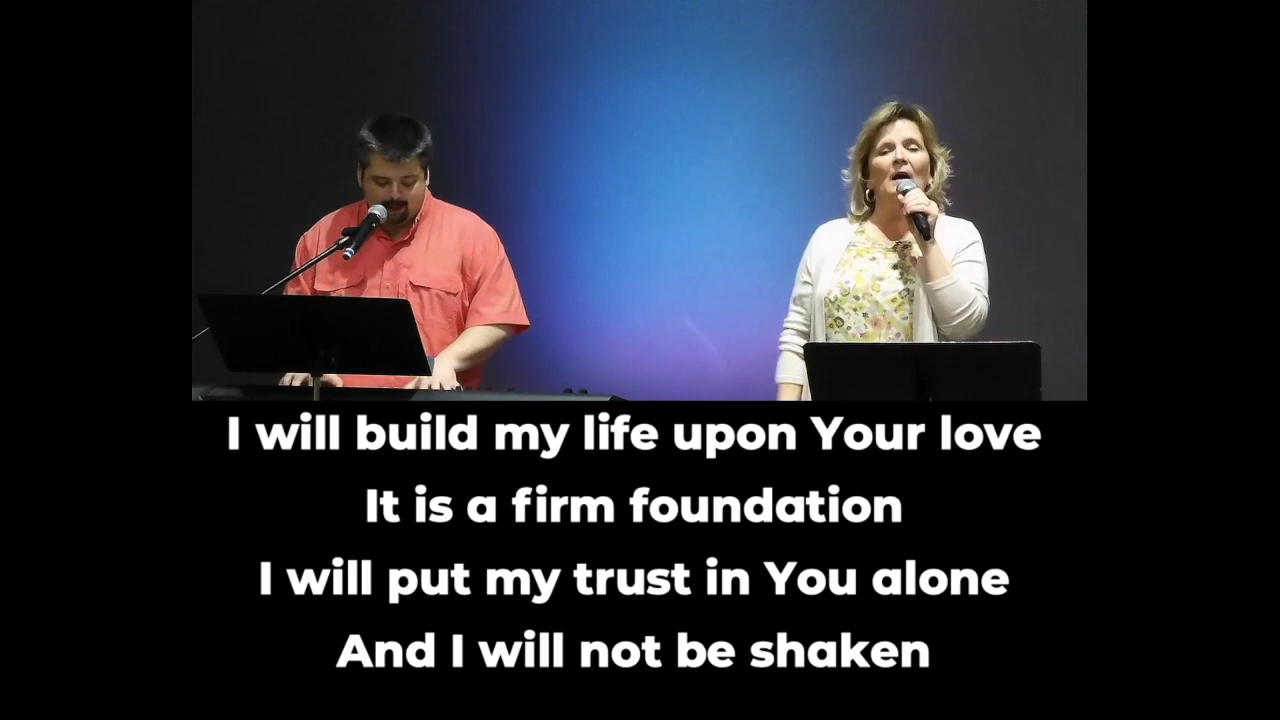 I will build my life upon Your love
It is a firm foundation
I will put my trust in You alone
And I will not be shaken